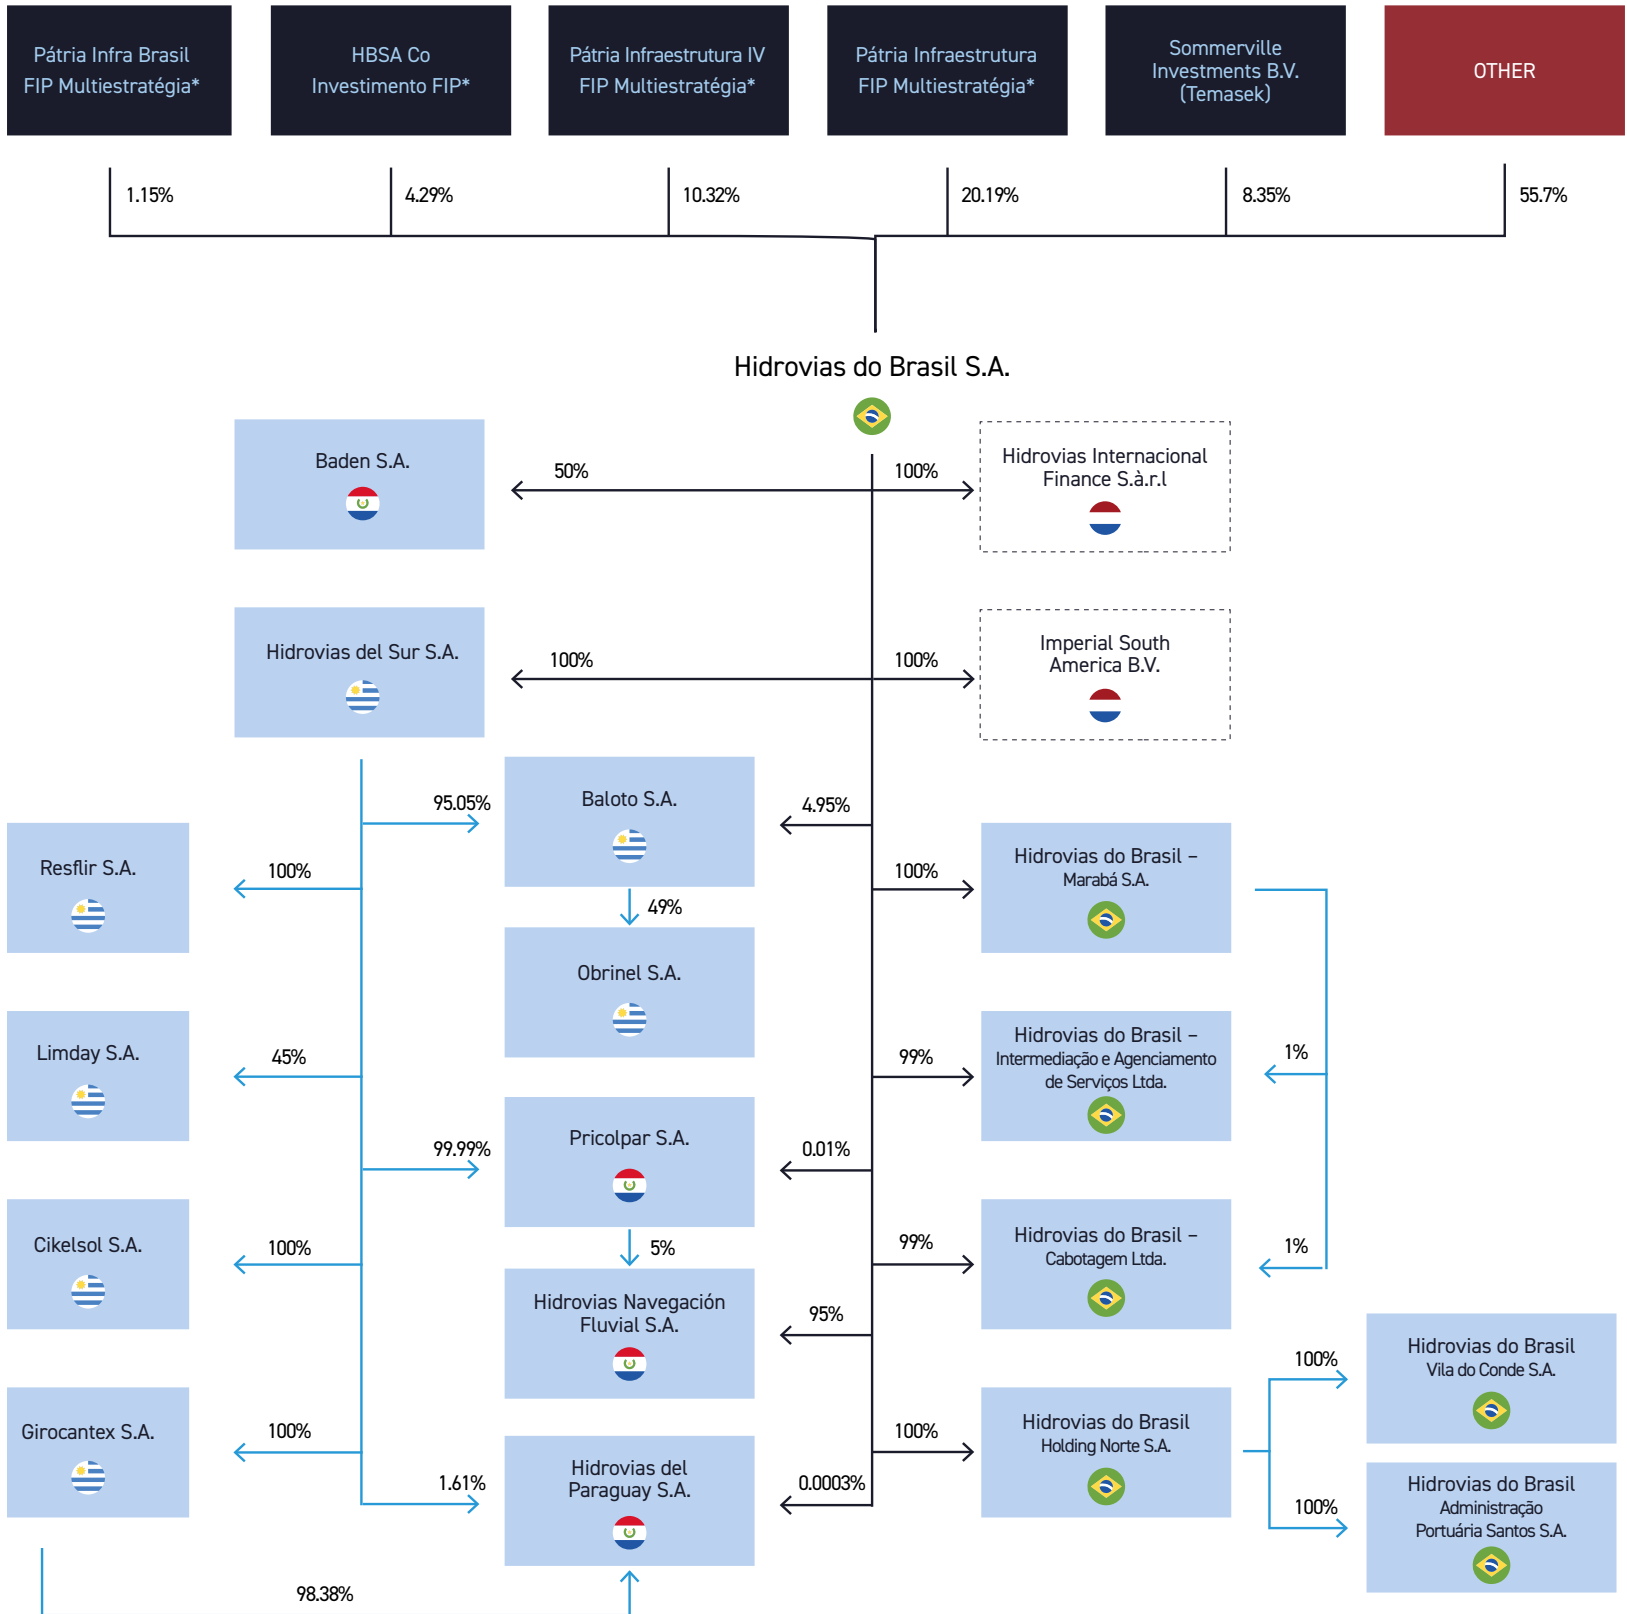 Pátria Infra Brasil
FIP Multiestratégia*
HBSA Co
Investimento FIP*
Pátria Infraestrutura IV
FIP Multiestratégia*
Pátria Infraestrutura
FIP Multiestratégia*
Sommerville
Investments B.V.
(Temasek)
OTHER
1.15%
4.29%
10.32%
20.19%
8.35%
55.7%
Hidrovias do Brasil S.A.
Baden S.A.
50%
100%
Hidrovias Internacional
Finance S.à.r.l
Hidrovias del Sur S.A.
100%
100%
Imperial South
America B.V.
95.05%
Baloto S.A.
4.95%
Resflir S.A.
100%
49%
100%
Hidrovias do Brasil –
Marabá S.A.
Obrinel S.A.
Limday S.A.
45%
99%
Hidrovias do Brasil –
Intermediação e Agenciamento
de Serviços Ltda.
1%
99.99%
Pricolpar S.A.
0.01%
Cikelsol S.A.
100%
5%
99%
Hidrovias do Brasil –
Cabotagem Ltda.
1%
Hidrovias Navegación
Fluvial S.A.
95%
100%
Hidrovias do Brasil
Vila do Conde S.A.
Girocantex S.A.
100%
100%
Hidrovias do Brasil
Holding Norte S.A.
1.61%
Hidrovias del
Paraguay S.A.
0.0003%
100%
Hidrovias do Brasil
Administração
Portuária Santos S.A.
98.38%